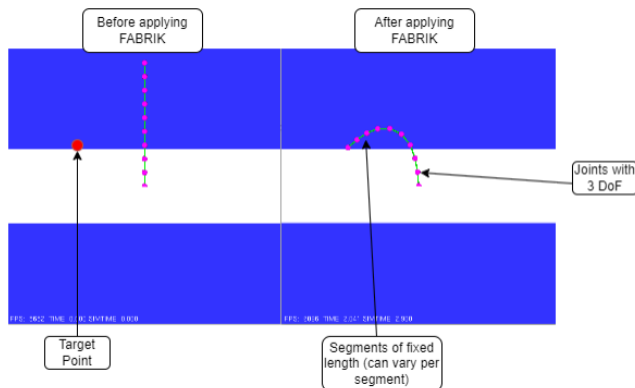 Before applying
FABRIK
After applying
FABRIK
Joints with
3 DoF
Target
Point
Segments of fixed
length (can vary per
segment)